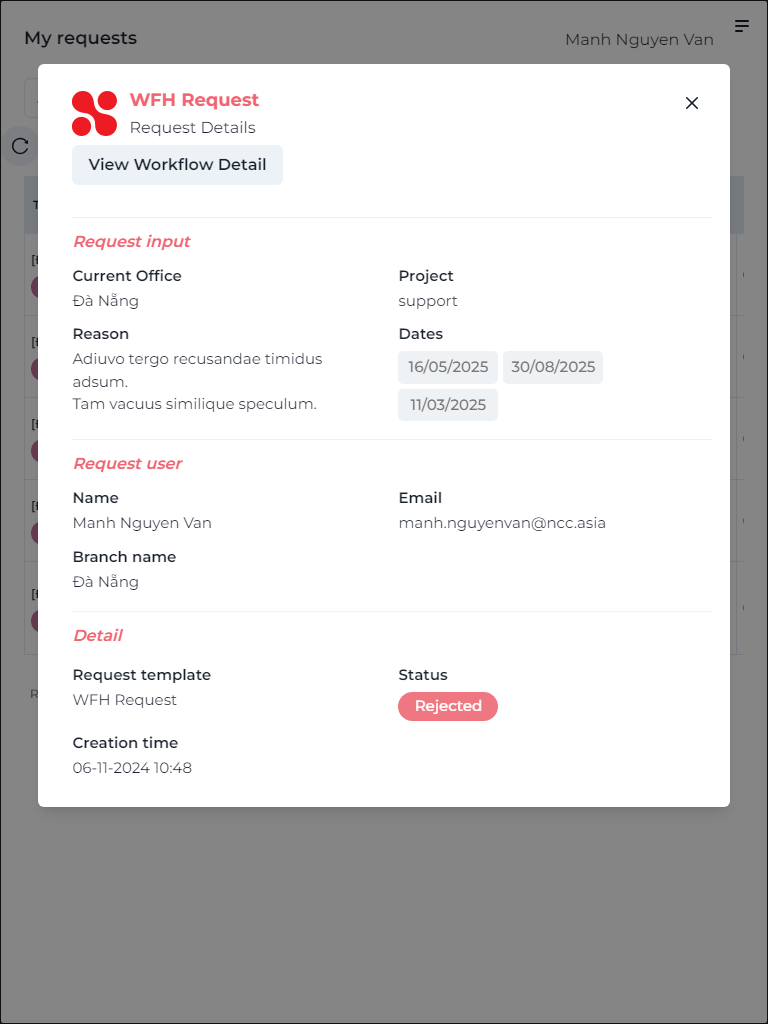 My requests
Manh Nguyen Van
WFH Request
Request Details
View Workflow Detail
Request input
Current Office
Project
Đà Nẵng
support
Reason
Dates
Adiuvo tergo recusandae timidus
adsum.
Tam vacuus similique speculum.
16/05/2025
30/08/2025
11/03/2025
Request user
Name
Email
Manh Nguyen Van
manh.nguyenvan@ncc.asia
Branch name
Đà Nẵng
Detail
Request template
Status
WFH Request
Rejected
Creation time
06-11-2024 10:48